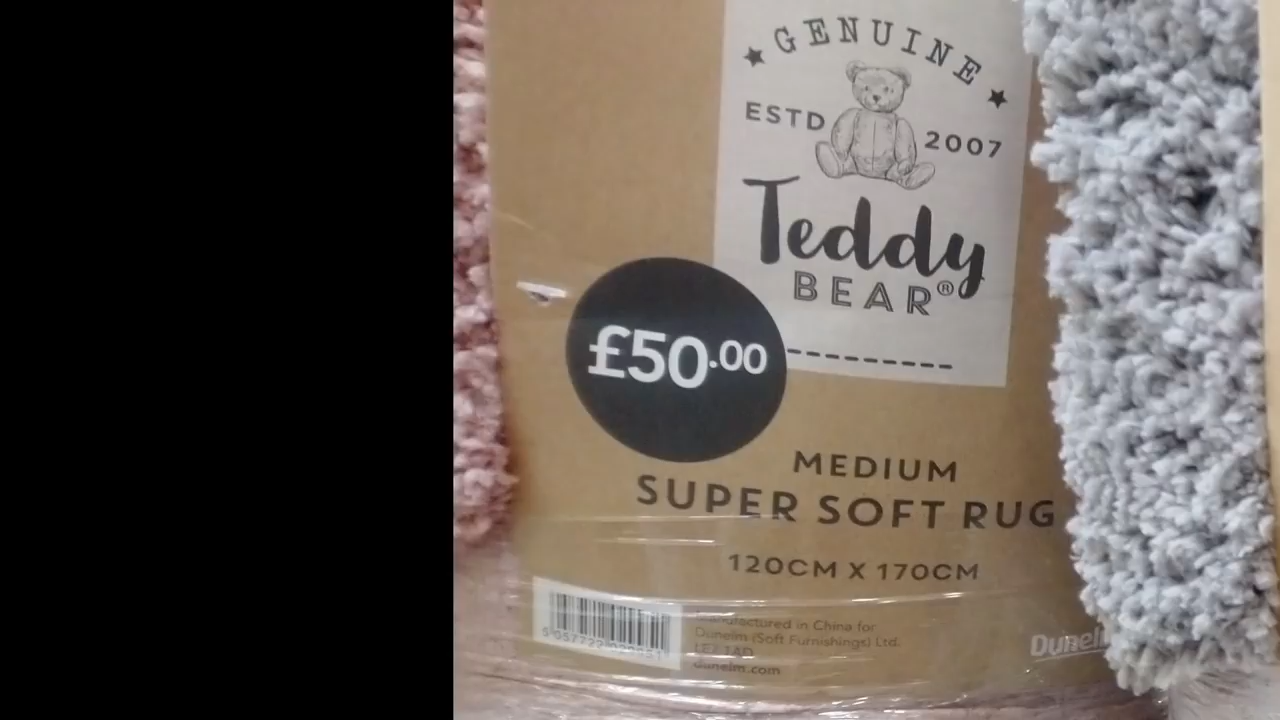 GENUINE
ESTD 2007
Teddy
BEAR®
£50.00
MEDIUM
SUPER SOFT RUG
120CM X 170CM
Manufactured in China for
Dunelm (Soft Furnishings) Ltd.
dunelm.com
Dunelm